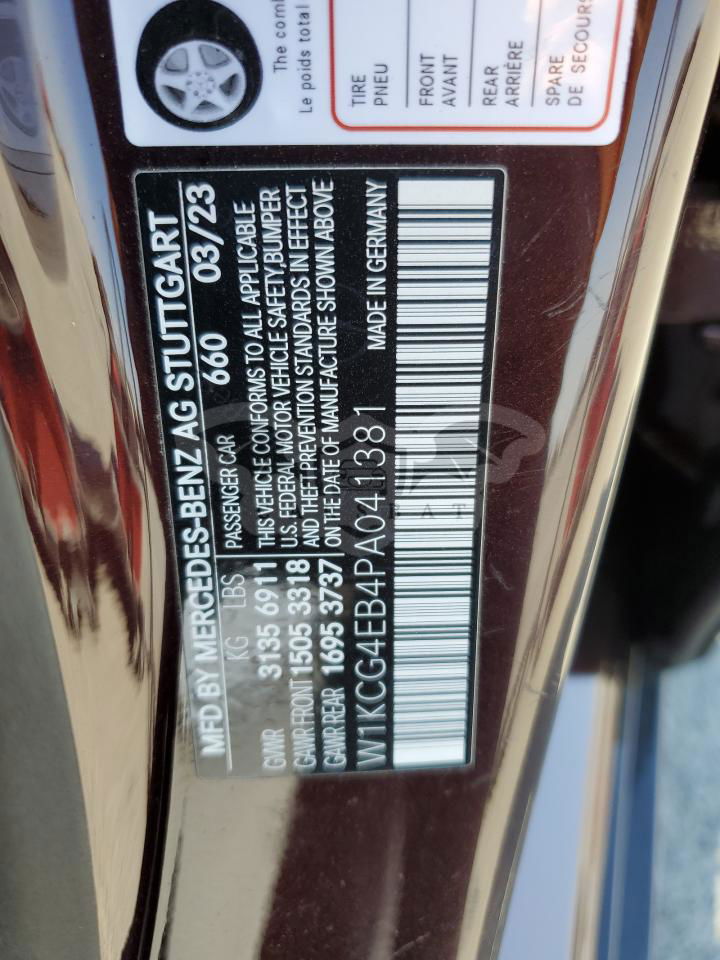 The comb
Le poids total
TIRE
PNEU
FRONT
AVANT
REAR
ARRIÈRE
SPARE
DE SECOURS
MFD BY MERCEDES-BENZ AG STUTTGART
660 03/23
KG LBS PASSENGER CAR
GVWR 3135 6911 THIS VEHICLE CONFORMS TO ALL APPLICABLE
GAWR FRONT 1505 3318 U.S. FEDERAL MOTOR VEHICLE SAFETY,BUMPER
GAWR REAR 1695 3737 AND THEFT PREVENTION STANDARDS IN EFFECT
ON THE DATE OF MANUFACTURE SHOWN ABOVE
W1KCG4EB4PA041381 MADE IN GERMANY